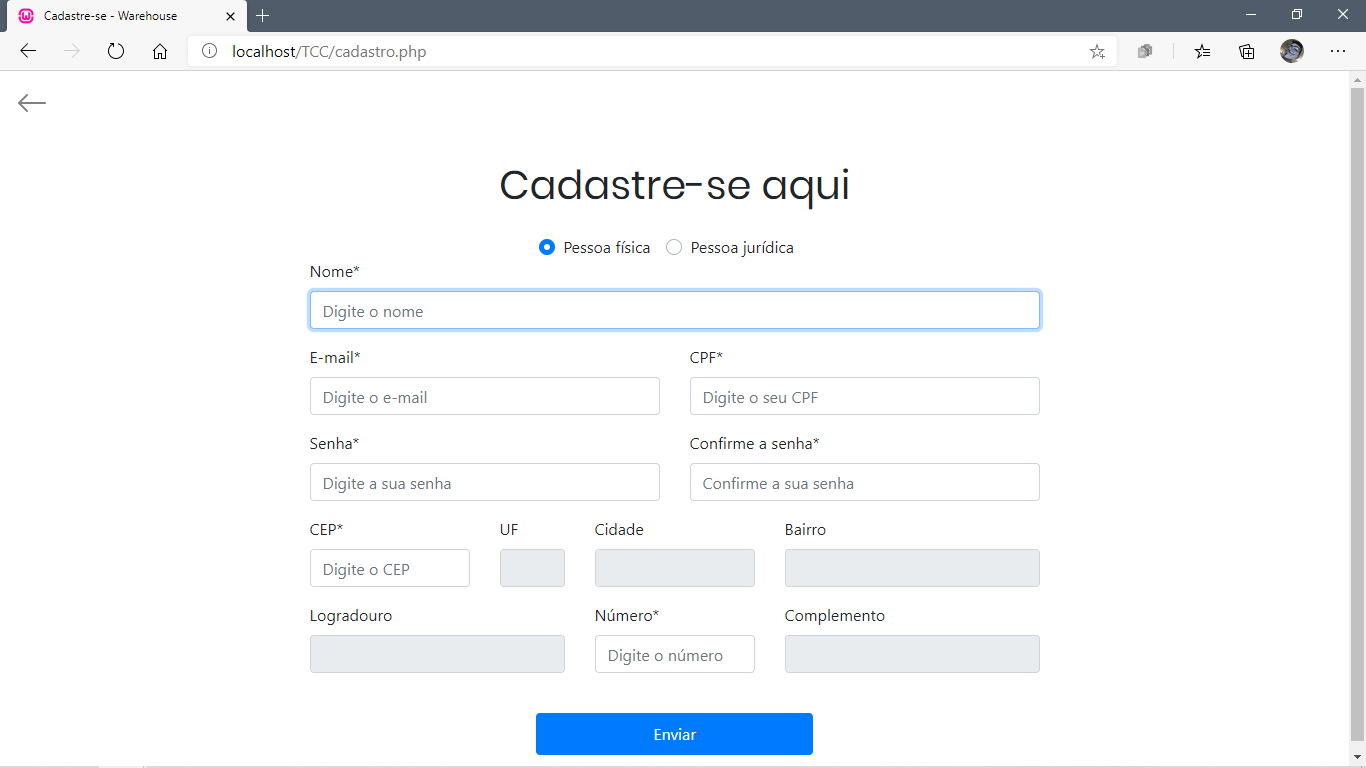 Cadastre-se - Warehouse
localhost/TCC/cadastro.php
Cadastre-se aqui
Pessoa física Pessoa jurídica
Nome*
Digite o nome
E-mail* CPF*
Digite o e-mail Digite o seu CPF
Senha* Confirme a senha*
Digite a sua senha Confirme a sua senha
CEP* UF Cidade Bairro
Digite o CEP
Logradouro Número* Complemento
Digite o número
Enviar